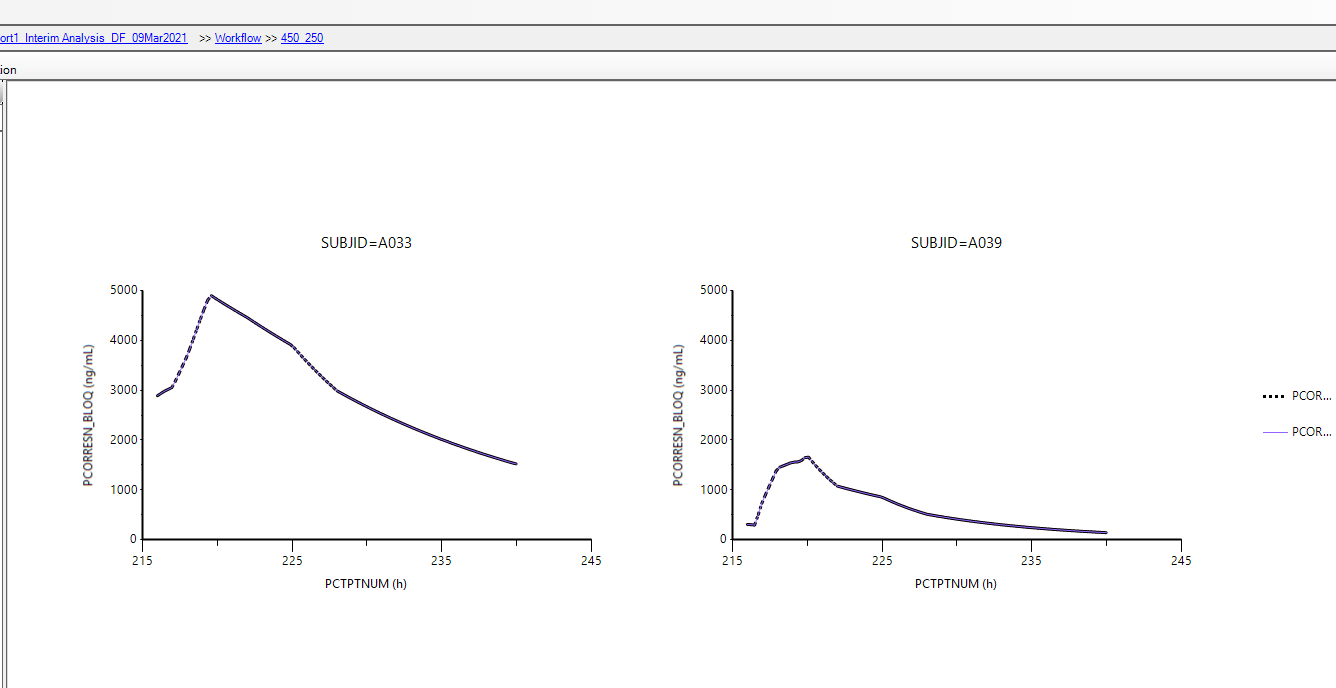 ort1_Interim Analysis_DF_09Mar2021 >> Workflow >> 450_250
ion
SUBJID=A033
5000
4000
3000
2000
1000
0
PCORRESN_BLOQ (ng/mL)
215 225 235 245
PCTPTNUM (h)
SUBJID=A039
5000
4000
3000
2000
1000
0
PCORRESN_BLOQ (ng/mL)
215 225 235 245
PCTPTNUM (h)
PCOR...
PCOR...